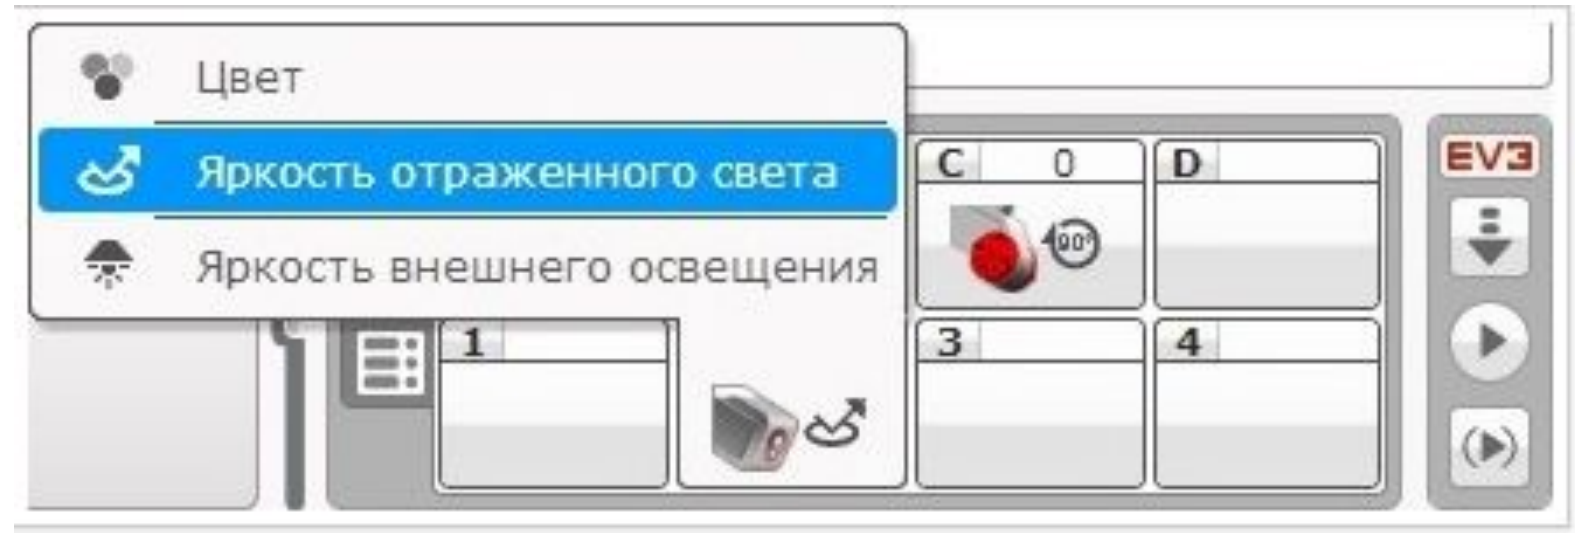 Цвет
Яркость отраженного света
Яркость внешнего освещения
C 0
90°
D
1
3
4
EV3